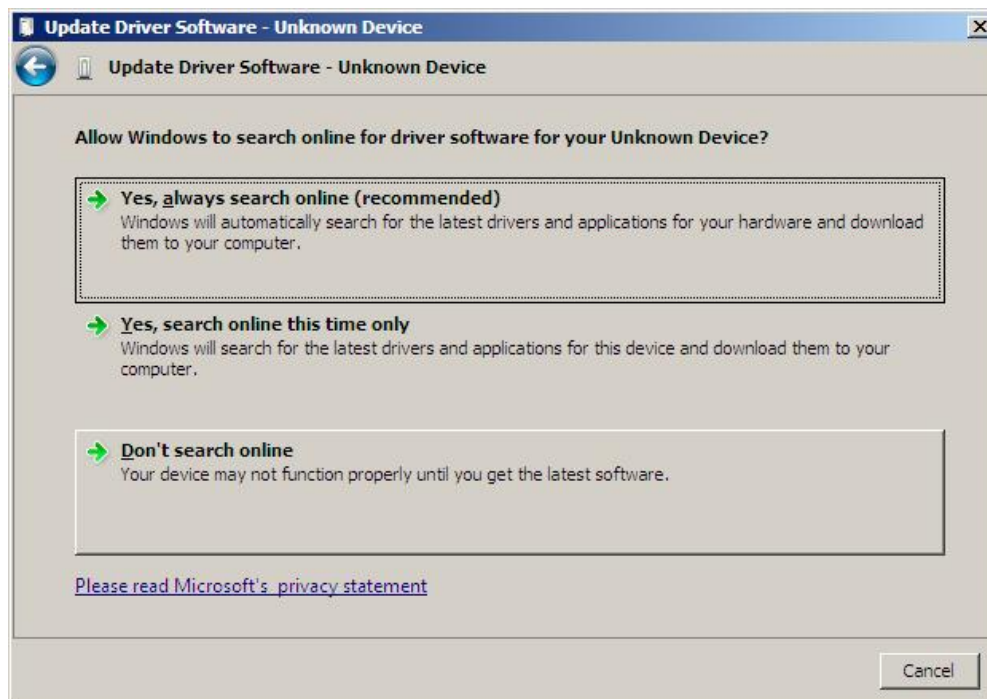 Update Driver Software - Unknown Device
Update Driver Software - Unknown Device
Allow Windows to search online for driver software for your Unknown Device?
Yes, always search online (recommended)
Windows will automatically search for the latest drivers and applications for your hardware and download
them to your computer.
Yes, search online this time only
Windows will search for the latest drivers and applications for this device and download them to your
computer.
Don't search online
Your device may not function properly until you get the latest software.
Please read Microsoft's privacy statement
Cancel